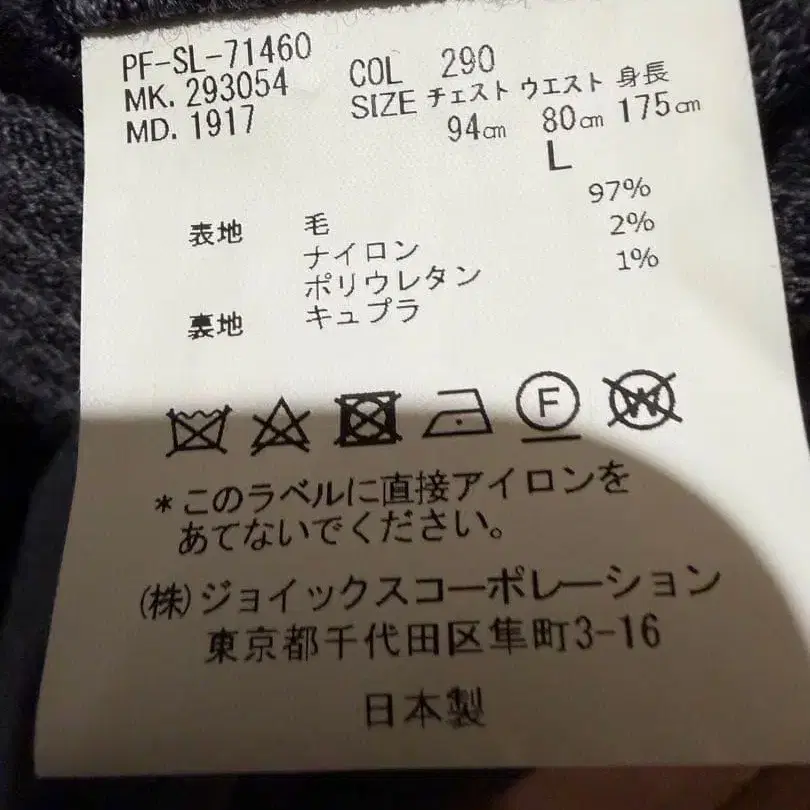 PF-SL-71460
MK. 293054
MD. 1917
COL 290
SIZE チェスト ウエスト 身長
94㎝ 80㎝ 175㎝
L
表地 毛 97%
ナイロン 2%
ポリウレタン 1%
裏地 キュプラ
F
W
*このラベルに直接アイロンを
あてないでください。
(株)ジョイックスコーポレーション
東京都千代田区隼町3-16
日本製